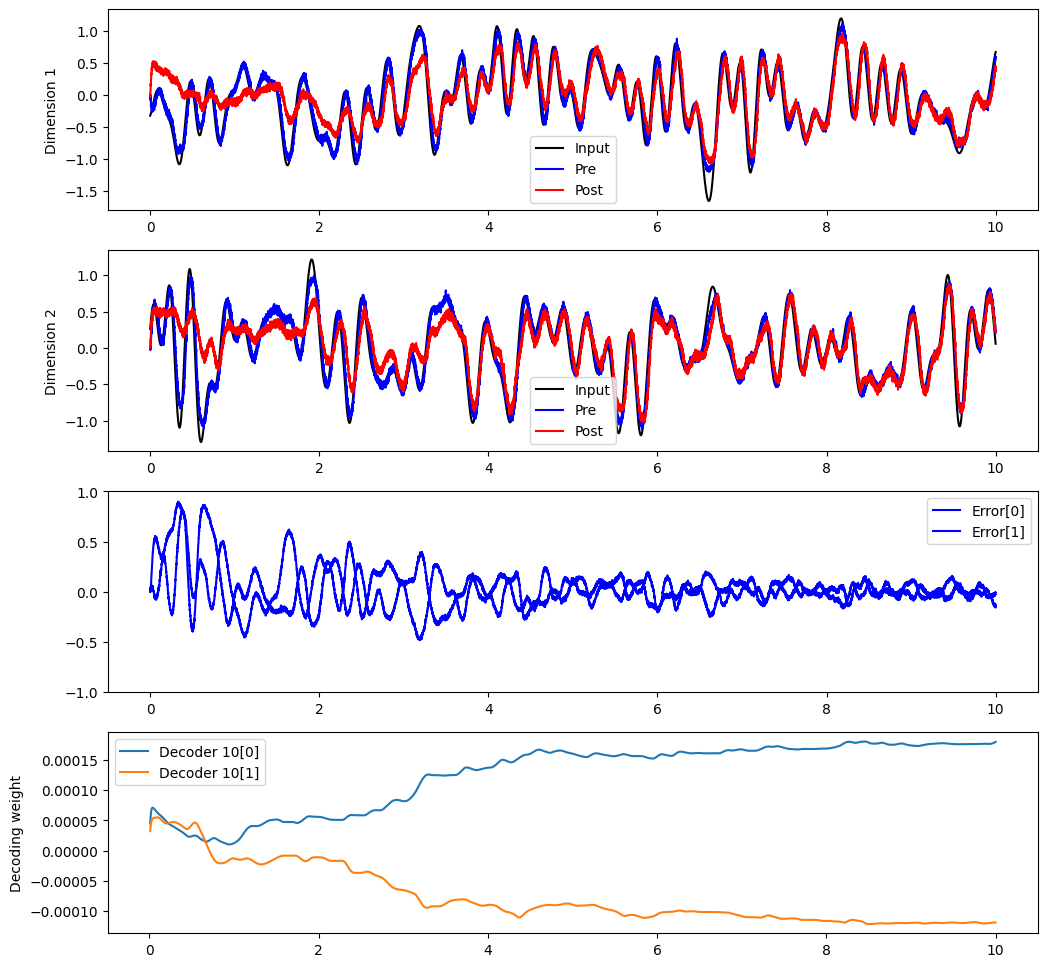 Dimension 1
1.0
0.5
0.0
−0.5
−1.0
−1.5
Input
Pre
Post
0 2 4 6 8 10
Dimension 2
1.0
0.5
0.0
−0.5
−1.0
Input
Pre
Post
0 2 4 6 8 10
1.0
0.5
0.0
−0.5
−1.0
Error[0]
Error[1]
0 2 4 6 8 10
Decoding weight
Decoder 10[0]
Decoder 10[1]
0.00015
0.00010
0.00005
0.00000
−0.00005
−0.00010
0 2 4 6 8 10